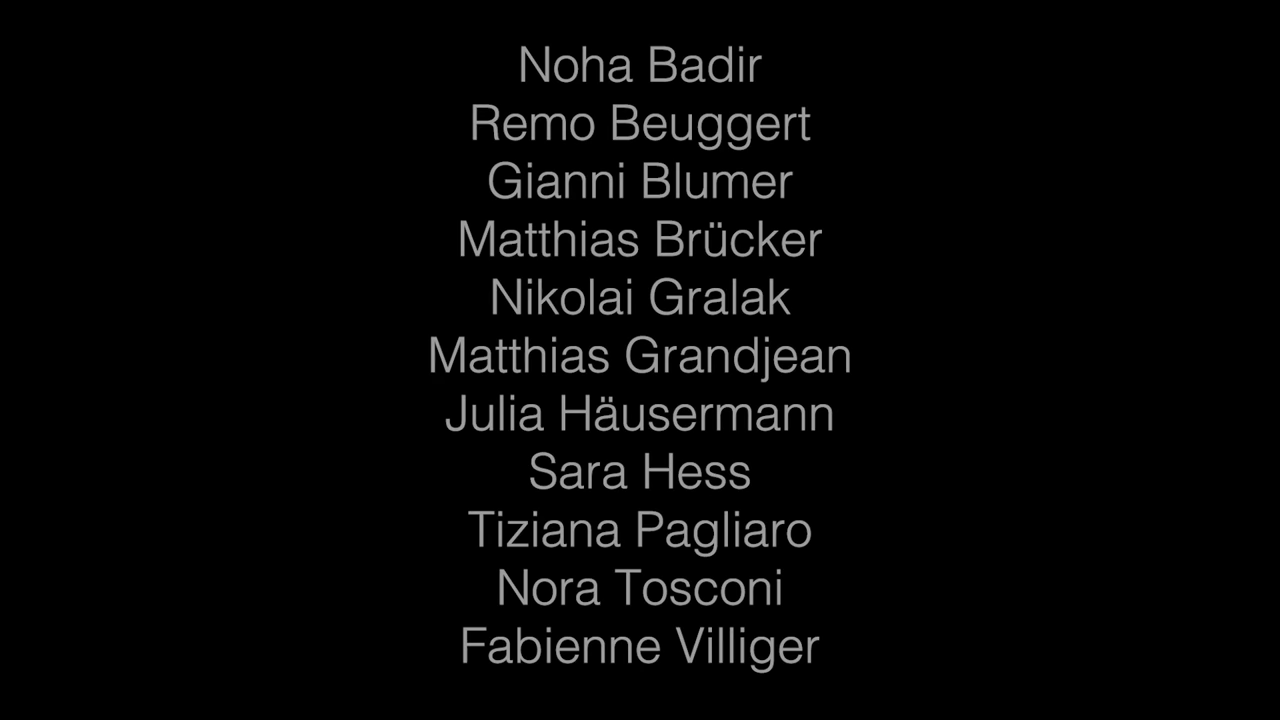 Noha Badir
Remo Beuggert
Gianni Blumer
Matthias Brücker
Nikolai Gralak
Matthias Grandjean
Julia Häusermann
Sara Hess
Tiziana Pagliaro
Nora Tosconi
Fabienne Villiger